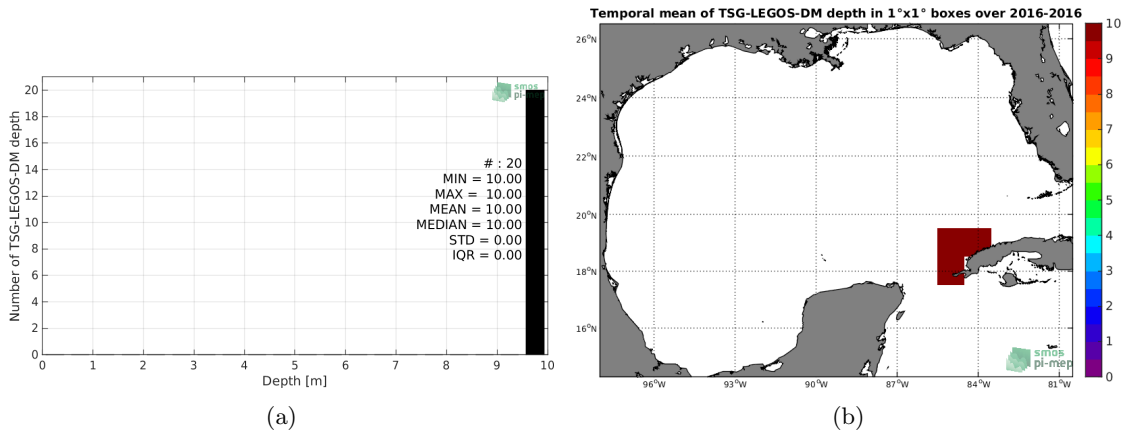 Temporal mean of TSG-LEGOS-DM depth in 1°x1° boxes over 2016-2016
Number of TSG-LEGOS-DM depth
20
18
16
14
12
10
8
6
4
2
0
smos
pi-mep
# : 20
MIN = 10.00
MAX = 10.00
MEAN = 10.00
MEDIAN = 10.00
STD = 0.00
IQR = 0.00
0 1 2 3 4 5 6 7 8 9 10
Depth [m]
(a)
26°N
24°N
22°N
20°N
18°N
16°N
96°W 93°W 90°W 87°W 84°W 81°W
smos
pi-mep
10
9
8
7
6
5
4
3
2
1
0
(b)